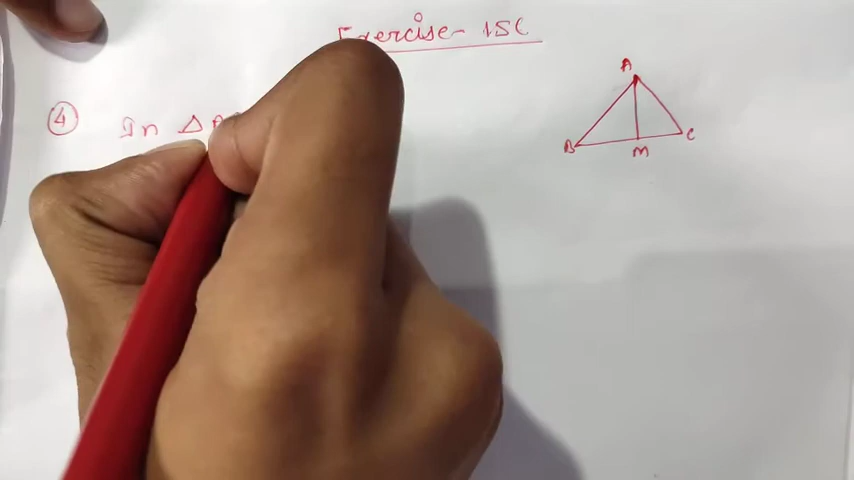 Exercise- 15C
A
④ In △
B M C